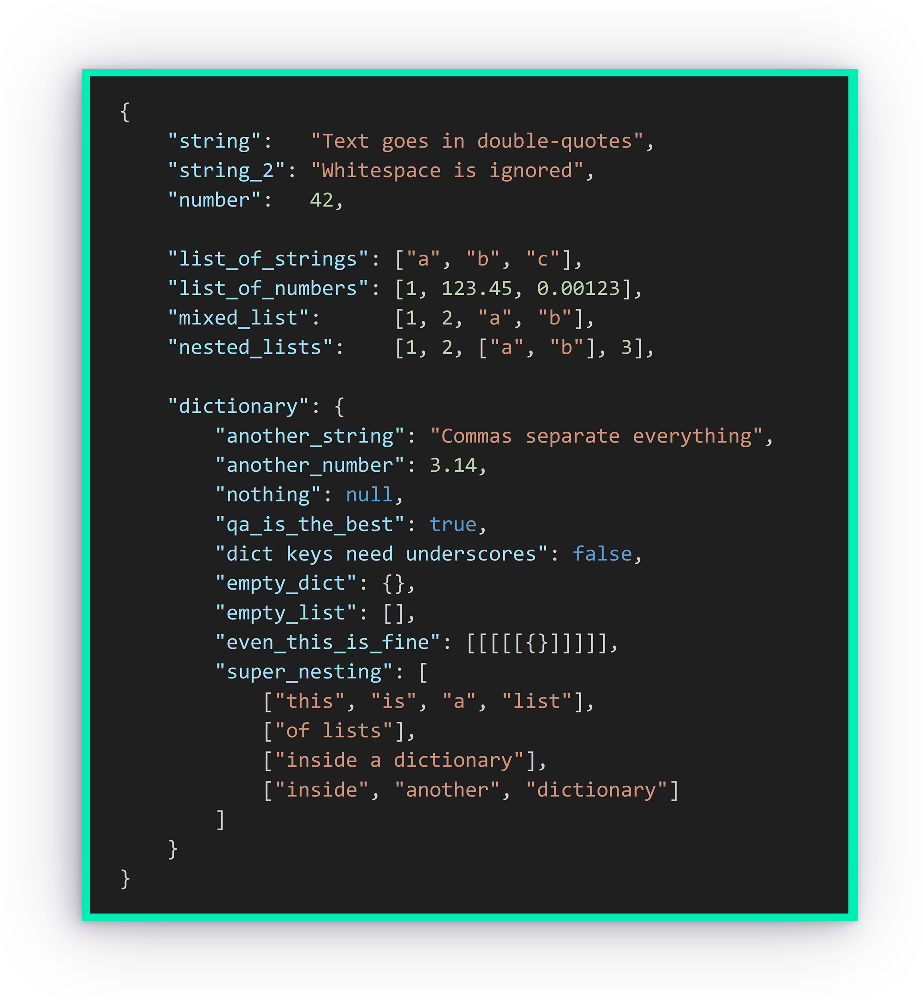 {
    "string":   "Text goes in double-quotes",
    "string_2": "Whitespace is ignored",
    "number":   42,

    "list_of_strings": ["a", "b", "c"],
    "list_of_numbers": [1, 123.45, 0.00123],
    "mixed_list":      [1, 2, "a", "b"],
    "nested_lists":    [1, 2, ["a", "b"], 3],

    "dictionary": {
        "another_string": "Commas separate everything",
        "another_number": 3.14,
        "nothing": null,
        "qa_is_the_best": true,
        "dict keys need underscores": false,
        "empty_dict": {},
        "empty_list": [],
        "even_this_is_fine": [[[[[{}]]]]],
        "super_nesting": [
            ["this", "is", "a", "list"],
            ["of lists"],
            ["inside a dictionary"],
            ["inside", "another", "dictionary"]
        ]
    }
}